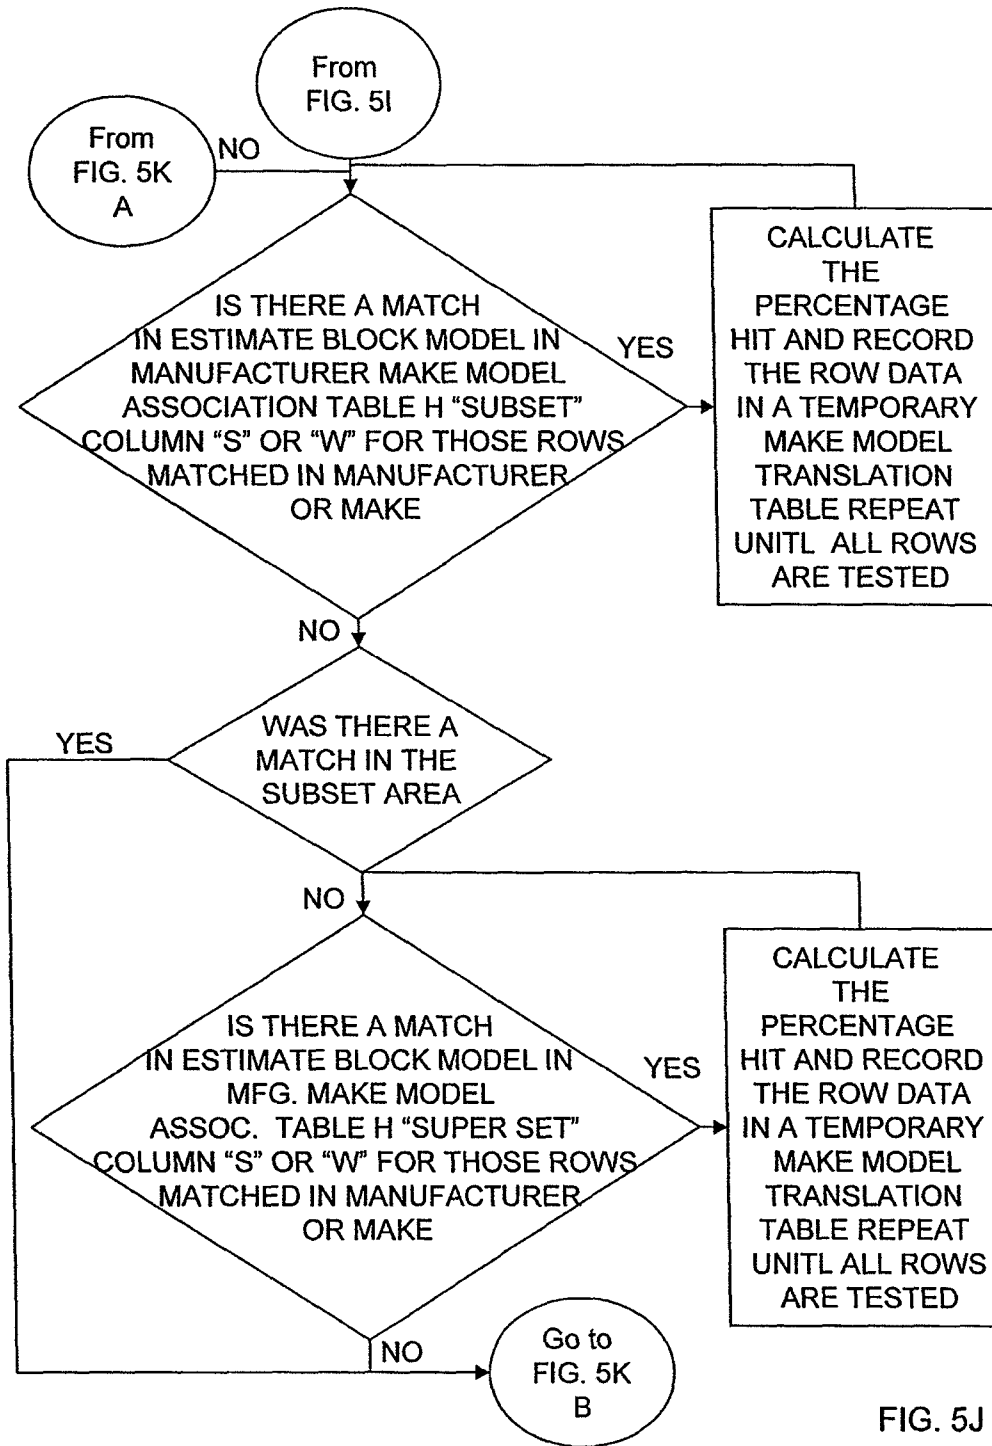 From
FIG. 5I
From
FIG. 5K
A
NO
IS THERE A MATCH
IN ESTIMATE BLOCK MODEL IN
MANUFACTURER MAKE MODEL
ASSOCIATION TABLE H “SUBSET”
COLUMN “S” OR “W” FOR THOSE ROWS
MATCHED IN MANUFACTURER
OR MAKE
YES
CALCULATE
THE
PERCENTAGE
HIT AND RECORD
THE ROW DATA
IN A TEMPORARY
MAKE MODEL
TRANSLATION
TABLE REPEAT
UNITL ALL ROWS
ARE TESTED
NO
WAS THERE A
MATCH IN THE
SUBSET AREA
YES
NO
IS THERE A MATCH
IN ESTIMATE BLOCK MODEL IN
MFG. MAKE MODEL
ASSOC. TABLE H “SUPER SET”
COLUMN “S” OR “W” FOR THOSE ROWS
MATCHED IN MANUFACTURER
OR MAKE
YES
CALCULATE
THE
PERCENTAGE
HIT AND RECORD
THE ROW DATA
IN A TEMPORARY
MAKE MODEL
TRANSLATION
TABLE REPEAT
UNITL ALL ROWS
ARE TESTED
NO
Go to
FIG. 5K
B
FIG. 5J